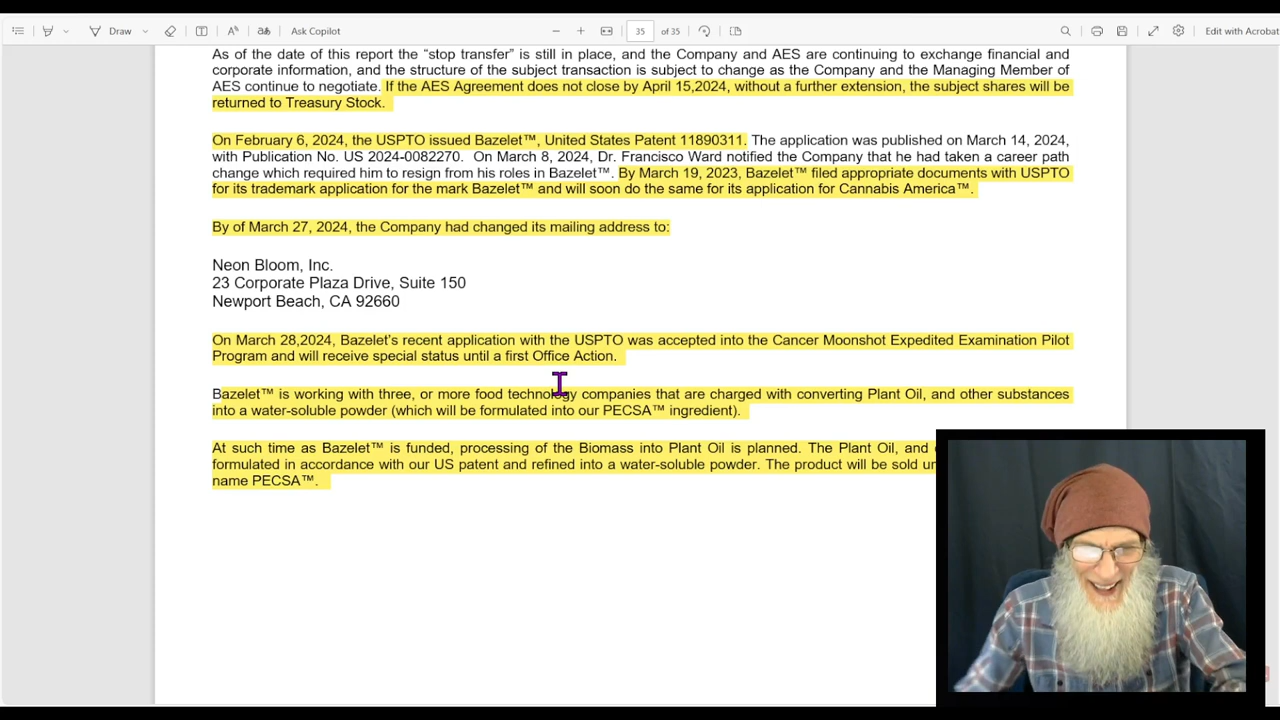 Draw
Ask Copilot
35 of 35
Edit with Acrobat
As of the date of this report the “stop transfer” is still in place, and the Company and AES are continuing to exchange financial and
corporate information, and the structure of the subject transaction is subject to change as the Company and the Managing Member of
AES continue to negotiate. If the AES Agreement does not close by April 15,2024, without a further extension, the subject shares will be
returned to Treasury Stock.
On February 6, 2024, the USPTO issued Bazelet™, United States Patent 11890311. The application was published on March 14, 2024,
with Publication No. US 2024-0082270. On March 8, 2024, Dr. Francisco Ward notified the Company that he had taken a career path
change which required him to resign from his roles in Bazelet™. By March 19, 2023, Bazelet™ filed appropriate documents with USPTO
for its trademark application for the mark Bazelet™ and will soon do the same for its application for Cannabis America™.
By of March 27, 2024, the Company had changed its mailing address to:
Neon Bloom, Inc.
23 Corporate Plaza Drive, Suite 150
Newport Beach, CA 92660
On March 28,2024, Bazelet’s recent application with the USPTO was accepted into the Cancer Moonshot Expedited Examination Pilot
Program and will receive special status until a first Office Action.
Bazelet™ is working with three, or more food technology companies that are charged with converting Plant Oil, and other substances
into a water-soluble powder (which will be formulated into our PECSA™ ingredient).
At such time as Bazelet™ is funded, processing of the Biomass into Plant Oil is planned. The Plant Oil, and
formulated in accordance with our US patent and refined into a water-soluble powder. The product will be sold
name PECSA™.